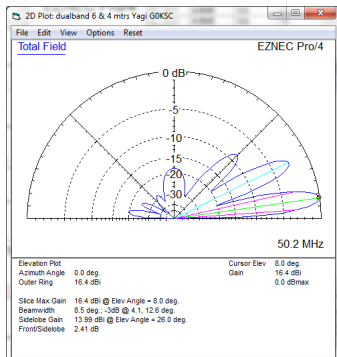 2D Plot: dualband 6 & 4 mtrs Yagi G0KSC
File Edit View Options Reset
Total Field
EZNEC Pro/4
0 dB
-5
-10
-15
-20
-30
50.2 MHz
Elevation Plot
Cursor Elev 8.0 deg.
Azimuth Angle 0.0 deg.
Gain 16.4 dBi
Outer Ring 16.4 dBi
0.0 dBmax
Slice Max Gain 16.4 dBi @ Elev Angle = 8.0 deg.
Beamwidth 8.5 deg.; -3dB @ 4.1, 12.6 deg.
Sidelobe Gain 13.99 dBi @ Elev Angle = 26.0 deg.
Front/Sidelobe 2.41 dB